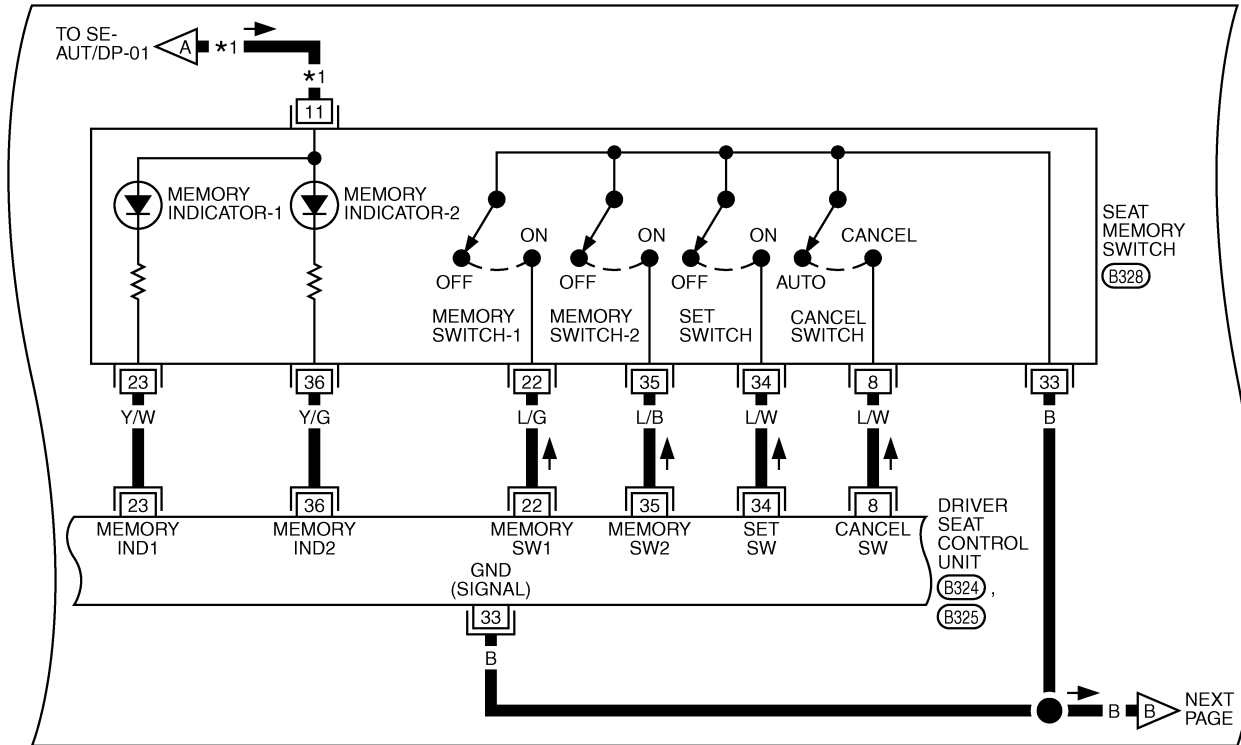 TO SE-
AUT/DP-01
A
*1
*1
11
MEMORY
INDICATOR-1
MEMORY
INDICATOR-2
ON
ON
ON
CANCEL
OFF
OFF
OFF
AUTO
MEMORY
SWITCH-1
MEMORY
SWITCH-2
SET
SWITCH
CANCEL
SWITCH
SEAT
MEMORY
SWITCH
B328
23
36
22
35
34
8
33
Y/W
Y/G
L/G
L/B
L/W
L/W
B
23
36
22
35
34
8
MEMORY
IND1
MEMORY
IND2
MEMORY
SW1
MEMORY
SW2
SET
SW
CANCEL
SW
DRIVER
SEAT
CONTROL
UNIT
B324 ,
B325
GND
(SIGNAL)
33
B
B
B
NEXT
PAGE